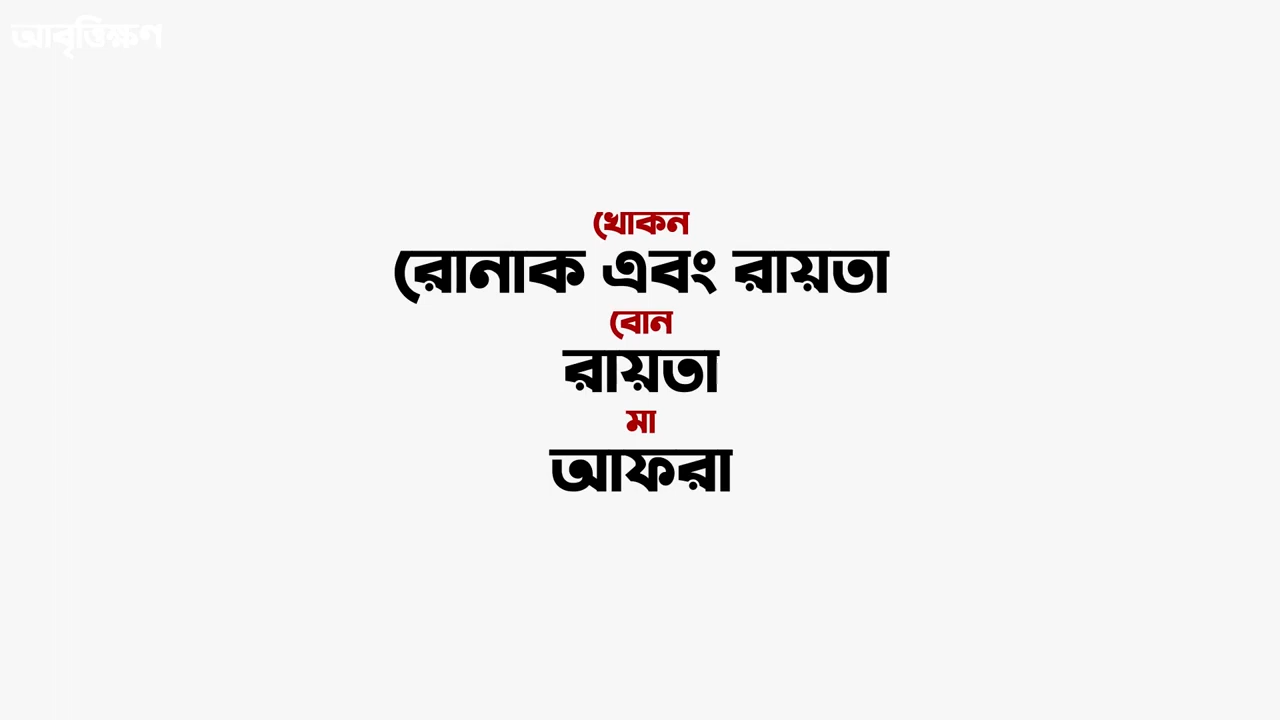 আবৃত্তিক্ষণ
খোকন
রোনাক এবং রায়তা
বোন
রায়তা
মা
আফরা